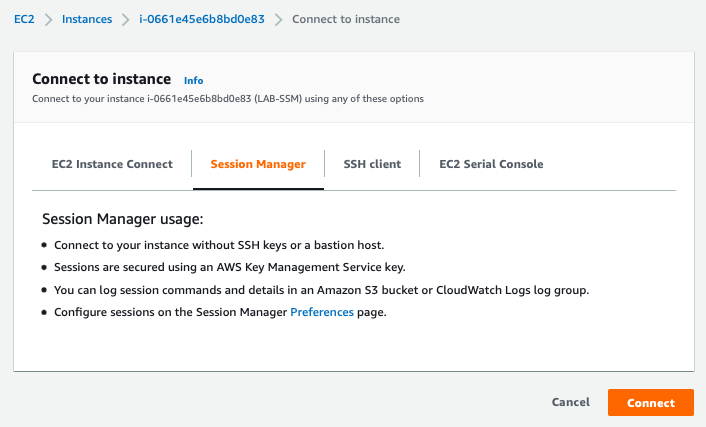 EC2 > Instances > i-0661e45e6b8bd0e83 > Connect to instance
Connect to instance Info
Connect to your instance i-0661e45e6b8bd0e83 (LAB-SSM) using any of these options
EC2 Instance Connect Session Manager SSH client EC2 Serial Console
Session Manager usage:
• Connect to your instance without SSH keys or a bastion host.
• Sessions are secured using an AWS Key Management Service key.
• You can log session commands and details in an Amazon S3 bucket or CloudWatch Logs log group.
• Configure sessions on the Session Manager Preferences page.
Cancel Connect